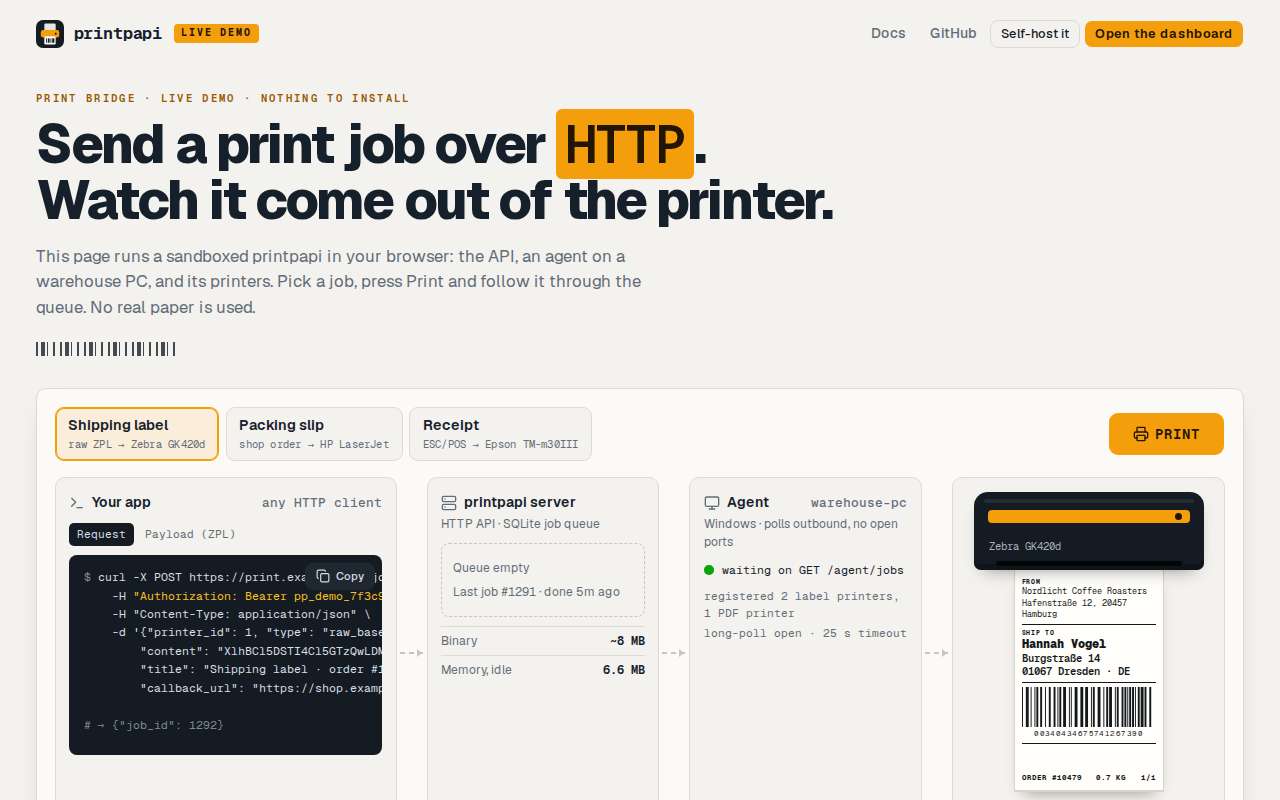 printpapi LIVE DEMO Docs GitHub Self-host it Open the dashboard
PRINT BRIDGE · LIVE DEMO · NOTHING TO INSTALL
Send a print job over HTTP.
Watch it come out of the printer.
This page runs a sandboxed printpapi in your browser: the API, an agent on a
warehouse PC, and its printers. Pick a job, press Print and follow it through the
queue. No real paper is used.
Shipping label
raw ZPL → Zebra GK420d
Packing slip
shop order → HP LaserJet
Receipt
ESC/POS → Epson TM-m30III
PRINT
Your app any HTTP client
Request Payload (ZPL)
Copy
$ curl -X POST https://print.exa
-H "Authorization: Bearer pp_demo_7f3c9
-H "Content-Type: application/json" \
-d '{"printer_id": 1, "type": "raw_base
"content": "XlhBCl5DSTI4Cl5GTzQwLDM
"title": "Shipping label · order #1
"callback_url": "https://shop.examp
# → {"job_id": 1292}
printpapi server
HTTP API · SQLite job queue
Queue empty
Last job #1291 · done 5m ago
Binary ~8 MB
Memory, idle 6.6 MB
Agent warehouse-pc
Windows · polls outbound, no open
ports
waiting on GET /agent/jobs
registered 2 label printers,
1 PDF printer
long-poll open · 25 s timeout
Zebra GK420d
FROM
Nordlicht Coffee Roasters
Hafenstraße 12, 20457
Hamburg
SHIP TO
Hannah Vogel
Burgstraße 14
01067 Dresden · DE
00340434675741267390
ORDER #10479 0.7 KG 1/1